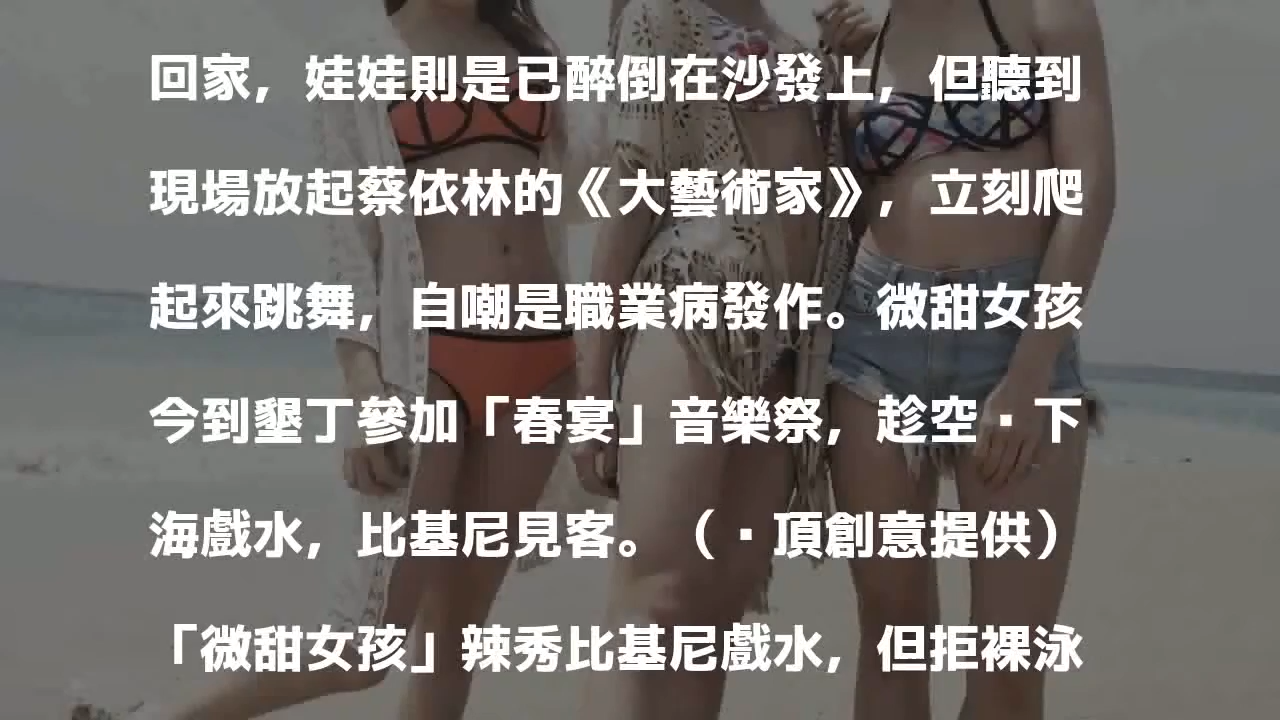 回家，娃娃則是已醉倒在沙發上，但聽到
現場放起蔡依林的《大藝術家》，立刻爬
起來跳舞，自嘲是職業病發作。微甜女孩
今到墾丁參加「春宴」音樂祭，趁空▪下
海戲水，比基尼見客。（▪頂創意提供）
「微甜女孩」辣秀比基尼戲水，但拒裸泳